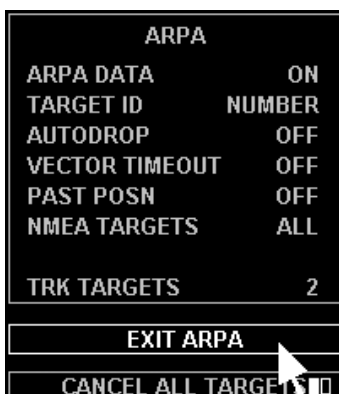 ARPA
ARPA DATA ON
TARGET ID NUMBER
AUTODROP OFF
VECTOR TIMEOUT OFF
PAST POSN OFF
NMEA TARGETS ALL
TRK TARGETS 2
EXIT ARPA
CANCEL ALL TARGETS